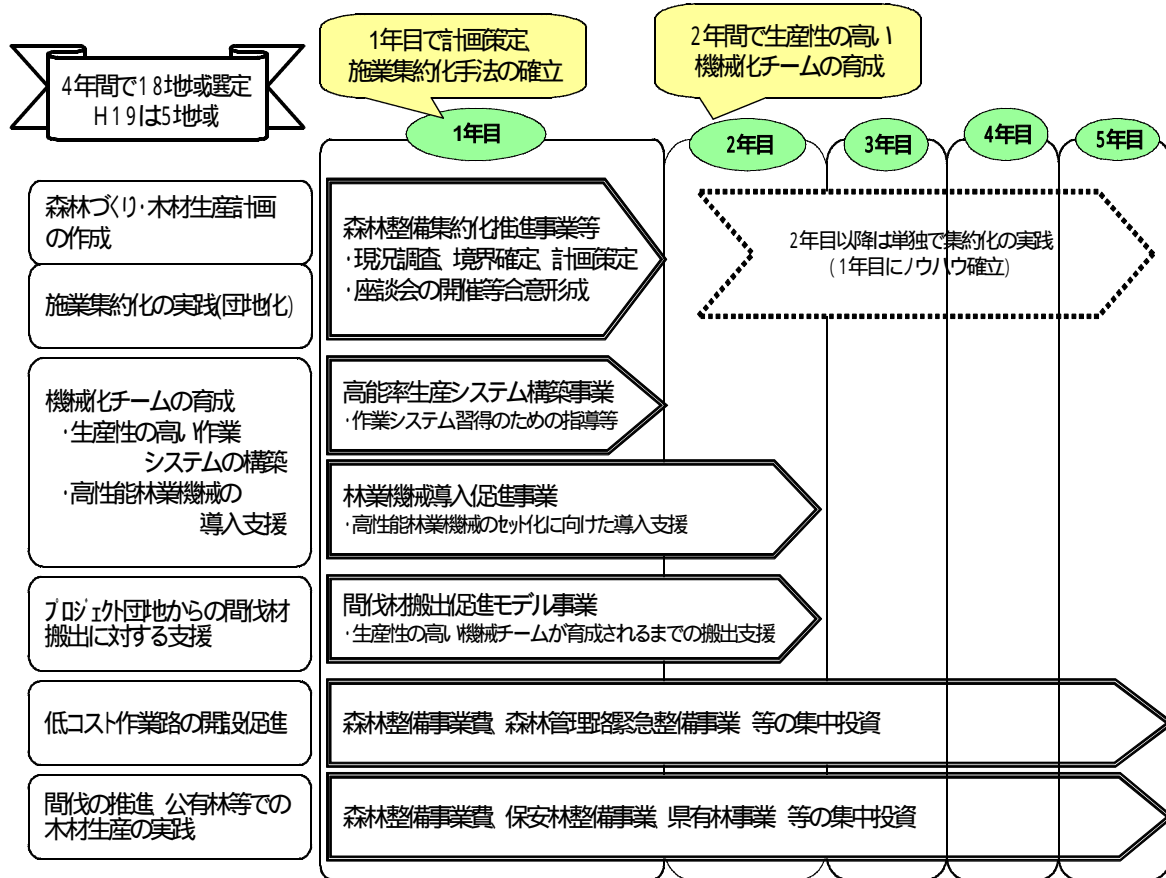 4年間で18地域選定
H19は5地域
1年目で計画策定
施業集約化手法の確立
2年間で生産性の高い
機械化チームの育成
1年目
2年目
3年目
4年目
5年目
森林づくり・木材生産計画
の作成
施業集約化の実践(団地化)
森林整備集約化推進事業等
・現況調査、境界確定、計画策定
・座談会の開催等合意形成
2年目以降は単独で集約化の実践
(1年目にノウハウ確立)
機械化チームの育成
・生産性の高い作業
システムの構築
・高性能林業機械の
導入支援
高能率生産システム構築事業
・作業システム習得のための指導等
林業機械導入促進事業
・高性能林業機械のセット化に向けた導入支援
プロジェクト団地からの間伐材
搬出に対する支援
間伐材搬出促進モデル事業
・生産性の高い機械チームが育成されるまでの搬出支援
低コスト作業路の開設促進
森林整備事業費、森林管理路緊急整備事業 等の集中投資
間伐の推進、公有林等での
木材生産の実践
森林整備事業費、保安林整備事業、県有林事業 等の集中投資